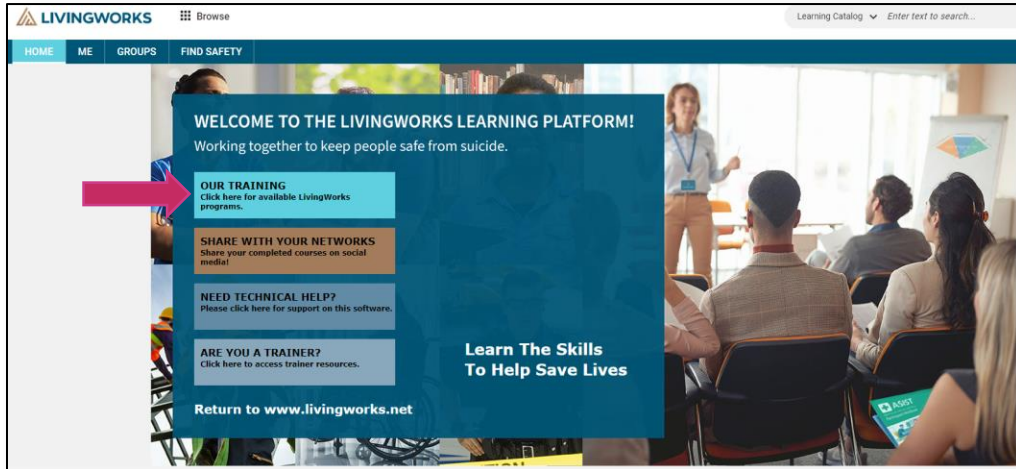 LIVINGWORKS
Browse
Learning Catalog
Enter text to search...
HOME
ME
GROUPS
FIND SAFETY
WELCOME TO THE LIVINGWORKS LEARNING PLATFORM!
Working together to keep people safe from suicide.
OUR TRAINING
Click here for available LivingWorks
programs.
SHARE WITH YOUR NETWORKS
Share your completed courses on social
media!
NEED TECHNICAL HELP?
Please click here for support on this software.
ARE YOU A TRAINER?
Click here to access trainer resources.
Learn The Skills
To Help Save Lives
Return to www.livingworks.net
ASIST